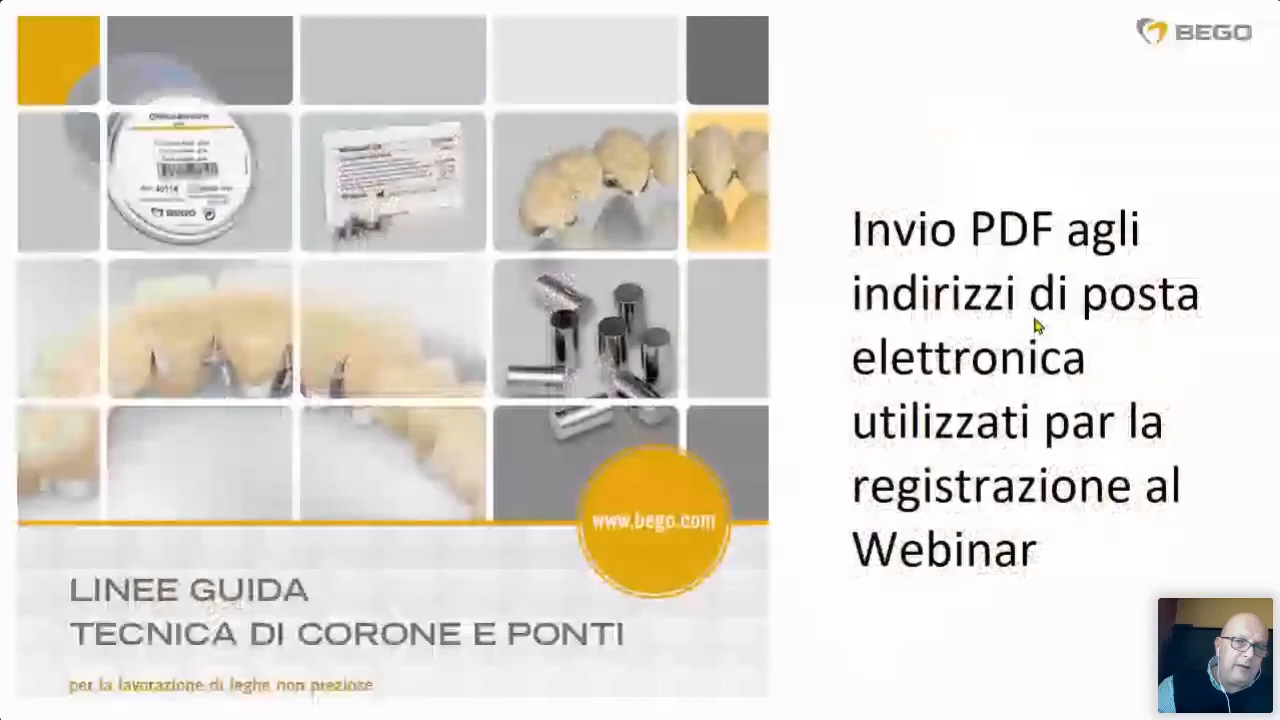 BEGO
BEGO
Invio PDF agli
indirizzi di posta
elettronica
utilizzati par la
registrazione al
Webinar
www.bego.com
LINEE GUIDA
TECNICA DI CORONE E PONTI
per la lavorazione di leghe non preziose